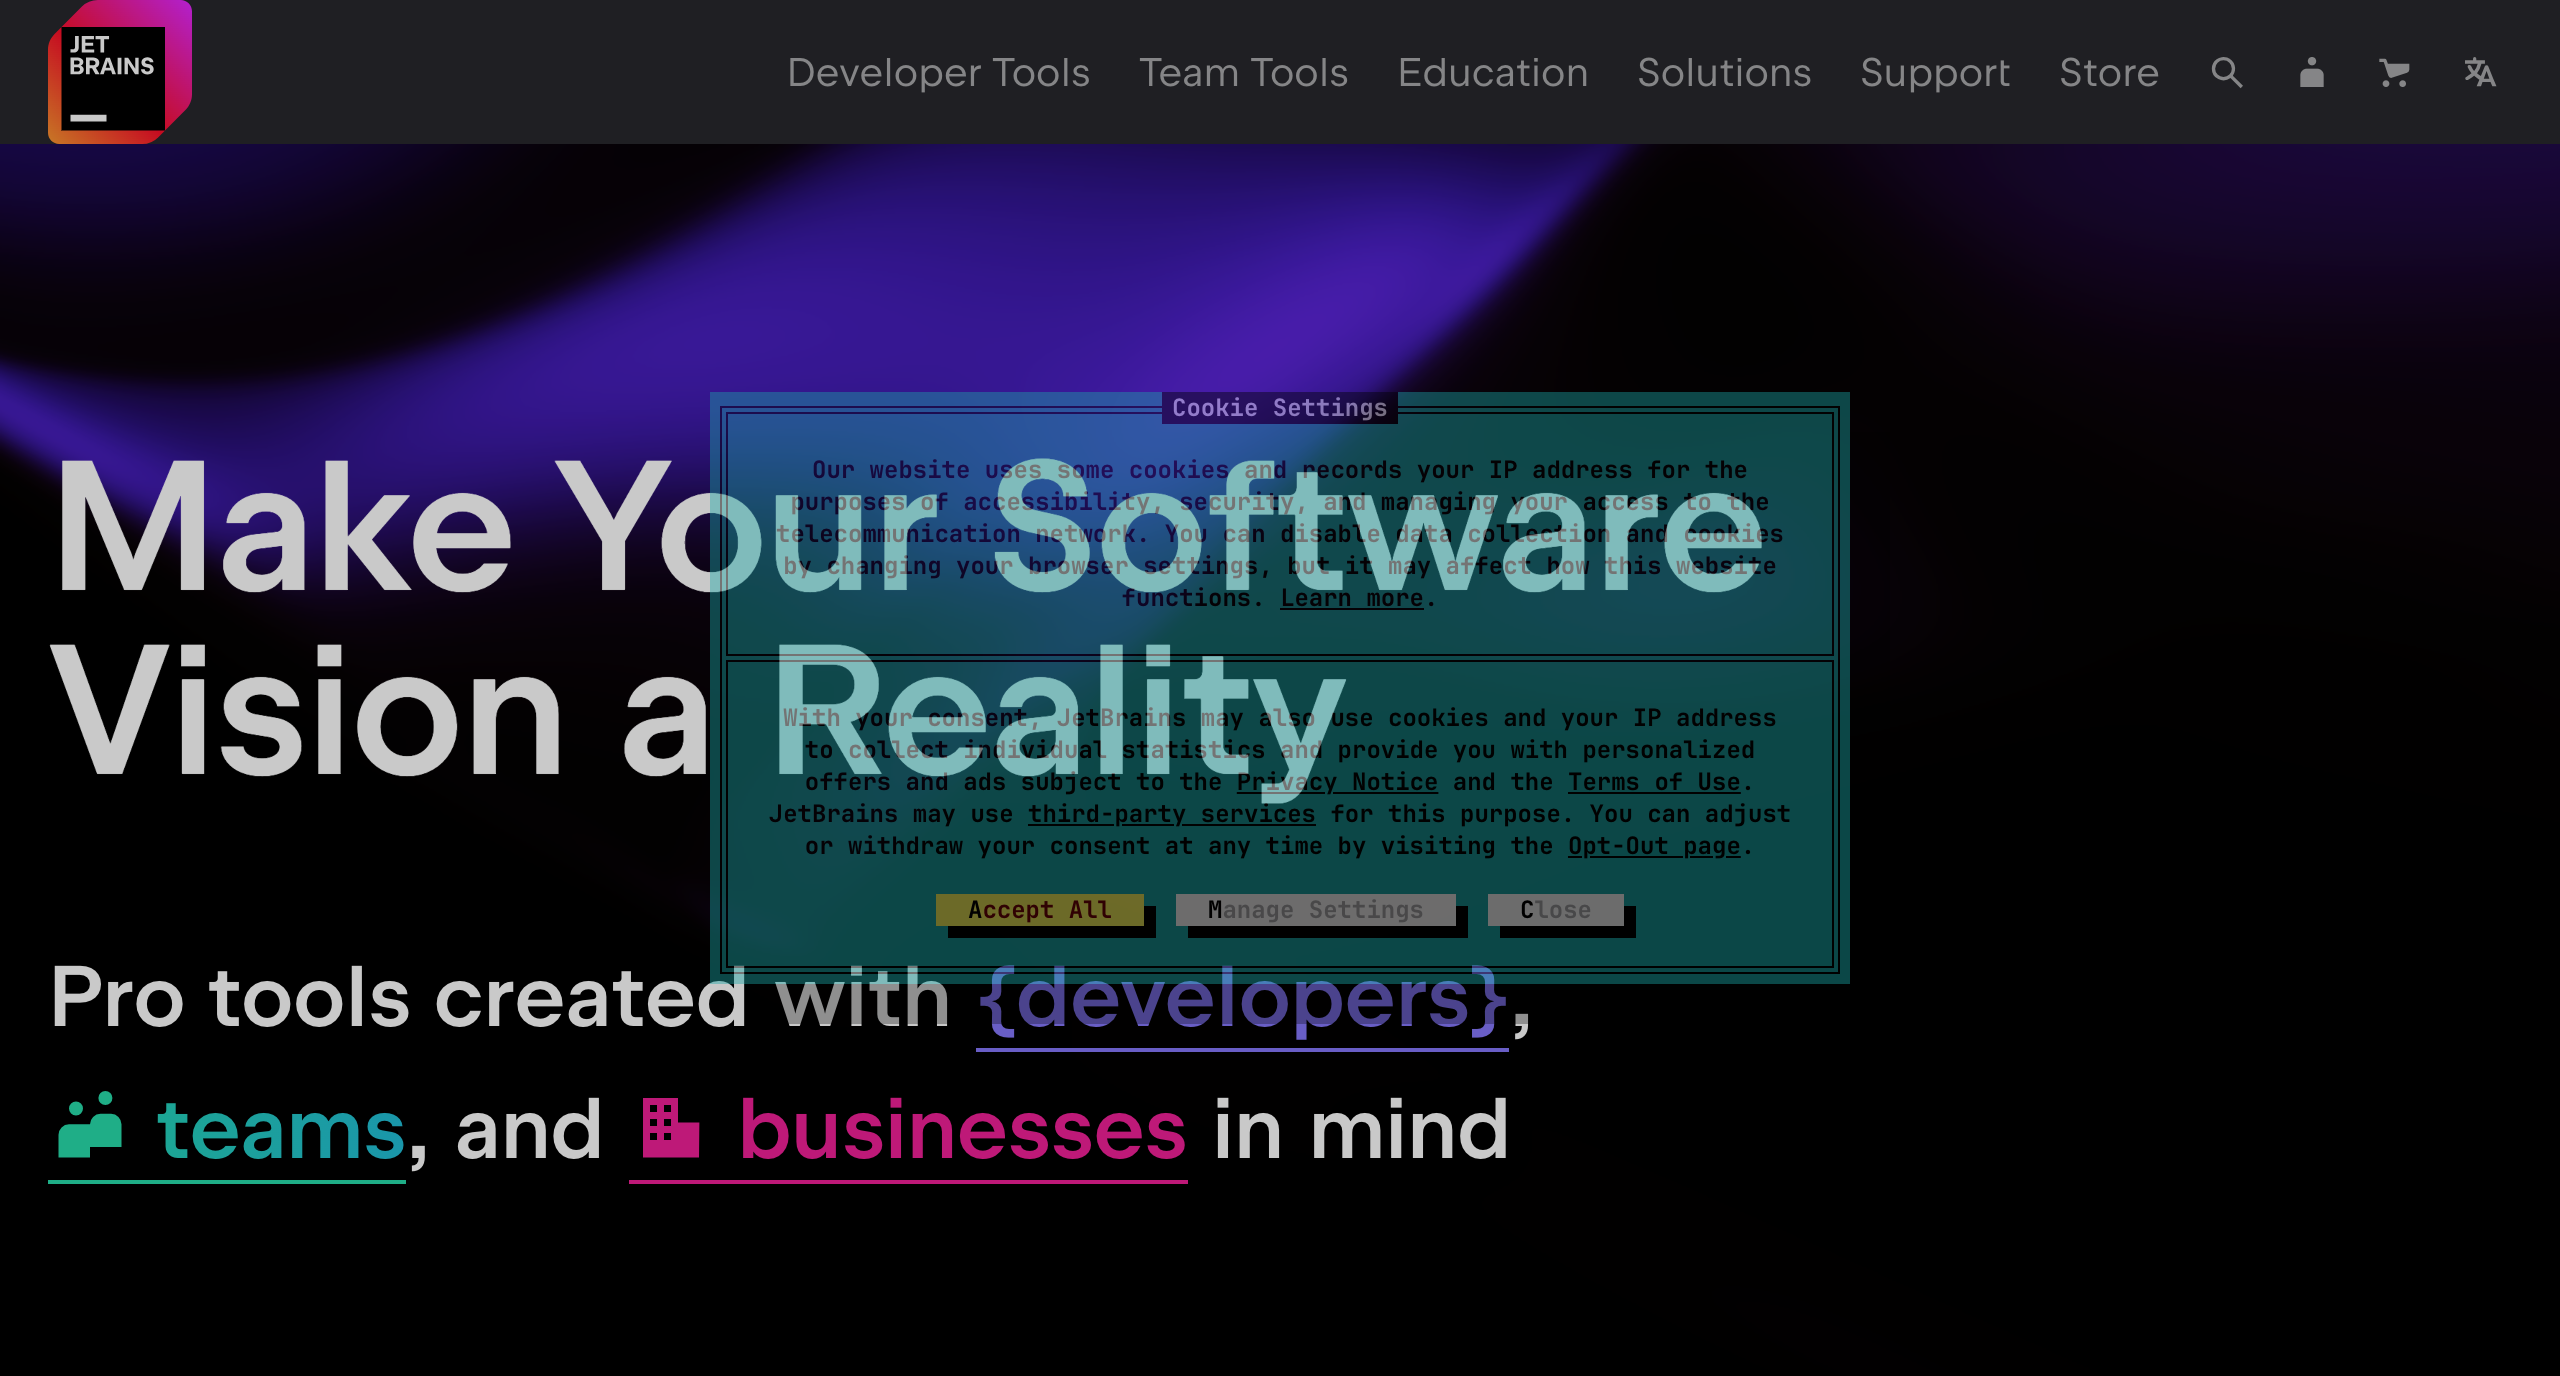 JET
BRAINS
Developer Tools Team Tools Education Solutions Support Store
Make Your Software
Vision a Reality
Cookie Settings
Our website uses some cookies and records your IP address for the
purposes of accessibility, security, and managing your access to the
telecommunication network. You can disable data collection and cookies
by changing your browser settings, but it may affect how this website
functions. Learn more.
With your consent, JetBrains may also use cookies and your IP address
to collect individual statistics and provide you with personalized
offers and ads subject to the Privacy Notice and the Terms of Use.
JetBrains may use third-party services for this purpose. You can adjust
or withdraw your consent at any time by visiting the Opt-Out page.
Accept All Manage Settings Close
Pro tools created with {developers},
teams, and businesses in mind